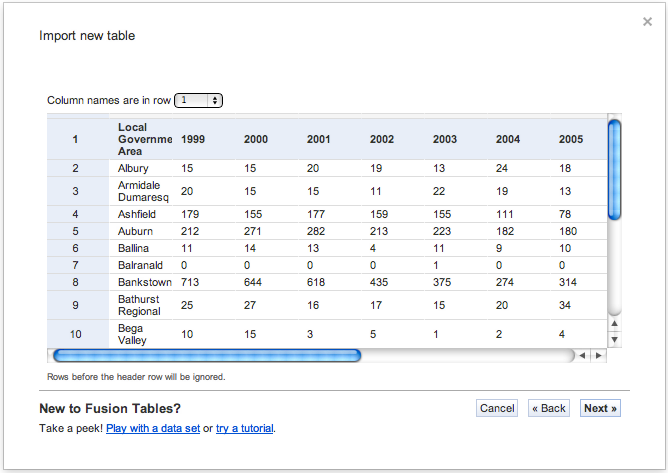 Import new table
×
Column names are in row 1
1 Local Governme Area 1999 2000 2001 2002 2003 2004 2005
2 Albury 15 15 20 19 13 24 18
3 Armidale Dumaresq 20 15 15 11 22 19 13
4 Ashfield 179 155 177 159 155 111 78
5 Auburn 212 271 282 213 223 182 180
6 Ballina 11 14 13 4 11 9 10
7 Balranald 0 0 0 0 1 0 0
8 Bankstown 713 644 618 435 375 274 314
9 Bathurst Regional 25 27 16 17 15 20 34
10 Bega Valley 10 15 3 5 1 2 4
Rows before the header row will be ignored.
New to Fusion Tables?
Take a peek! Play with a data set or try a tutorial.
Cancel « Back Next »